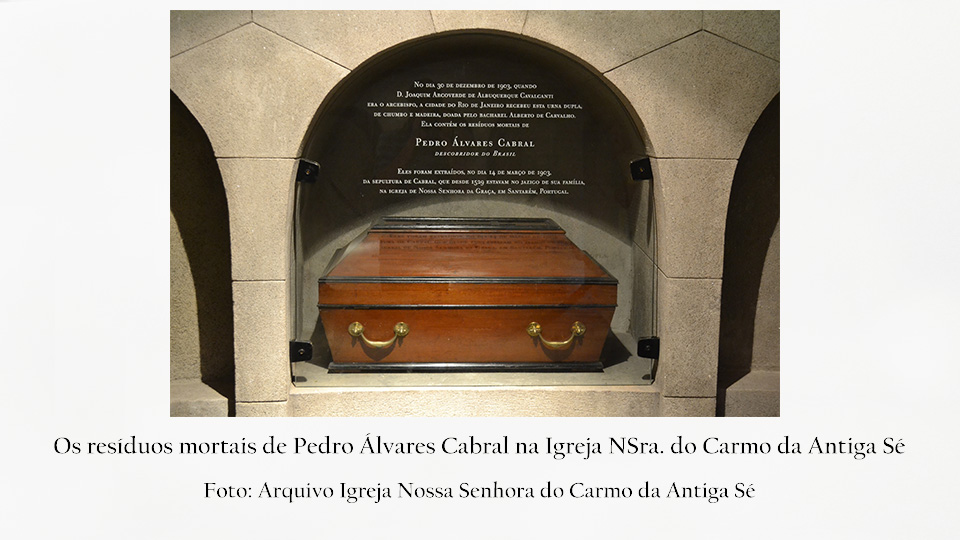 No dia 30 de dezembro de 1903, quando
D. Joaquim Arcoverde de Albuquerque Cavalcanti
era o arcebispo, a cidade do Rio de Janeiro recebeu esta urna dupla,
de chumbo e madeira, doada pelo bacharel Alberto de Carvalho.
Ela contém os resíduos mortais de
Pedro Álvares Cabral
descobridor do Brasil
Eles foram extraídos, no dia 14 de março de 1903,
da sepultura de Cabral, que desde 1529 estavam no jazigo de sua família,
na igreja de Nossa Senhora da Graça, em Santarém, Portugal.
Os resíduos mortais de Pedro Álvares Cabral na Igreja NSra. do Carmo da Antiga Sé
Foto: Arquivo Igreja Nossa Senhora do Carmo da Antiga Sé